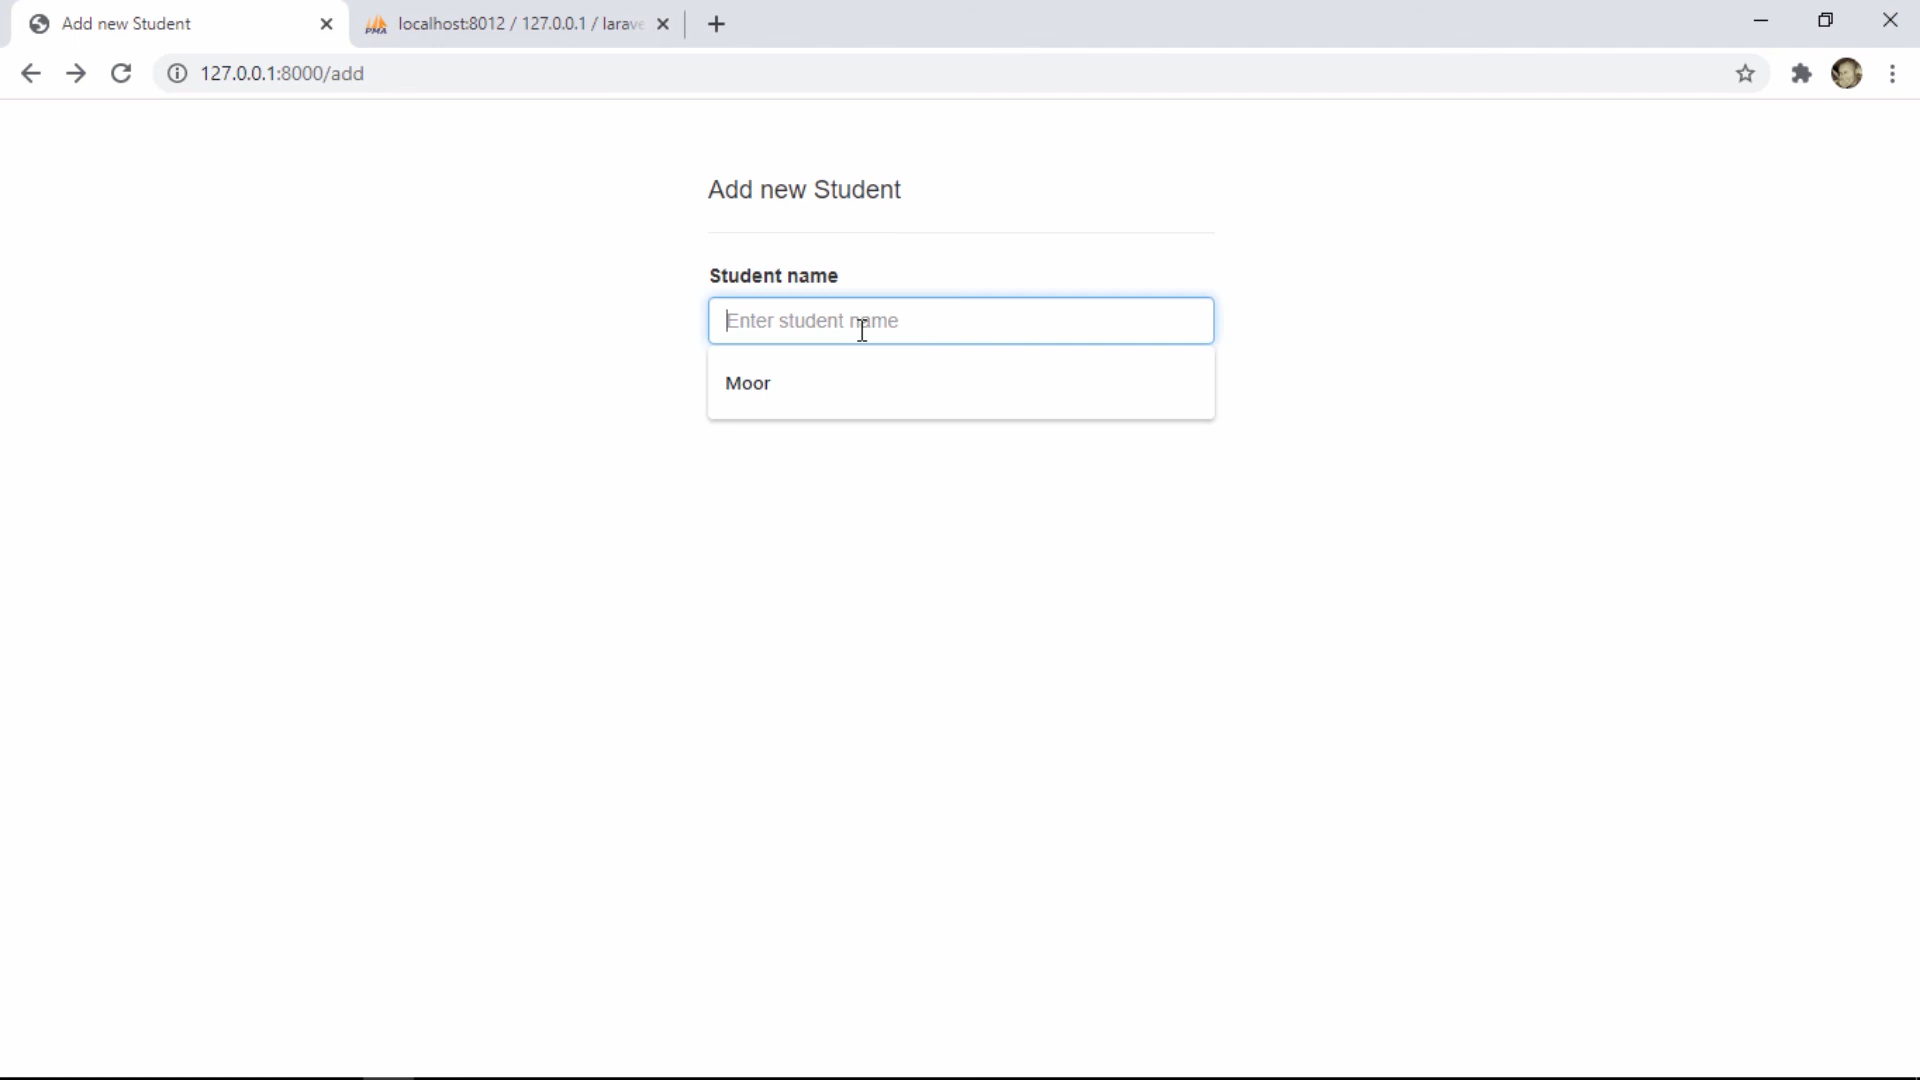 Add new Student
localhost:8012 / 127.0.0.1 / larave
127.0.0.1:8000/add
Add new Student
Student name
Enter student name
Moor